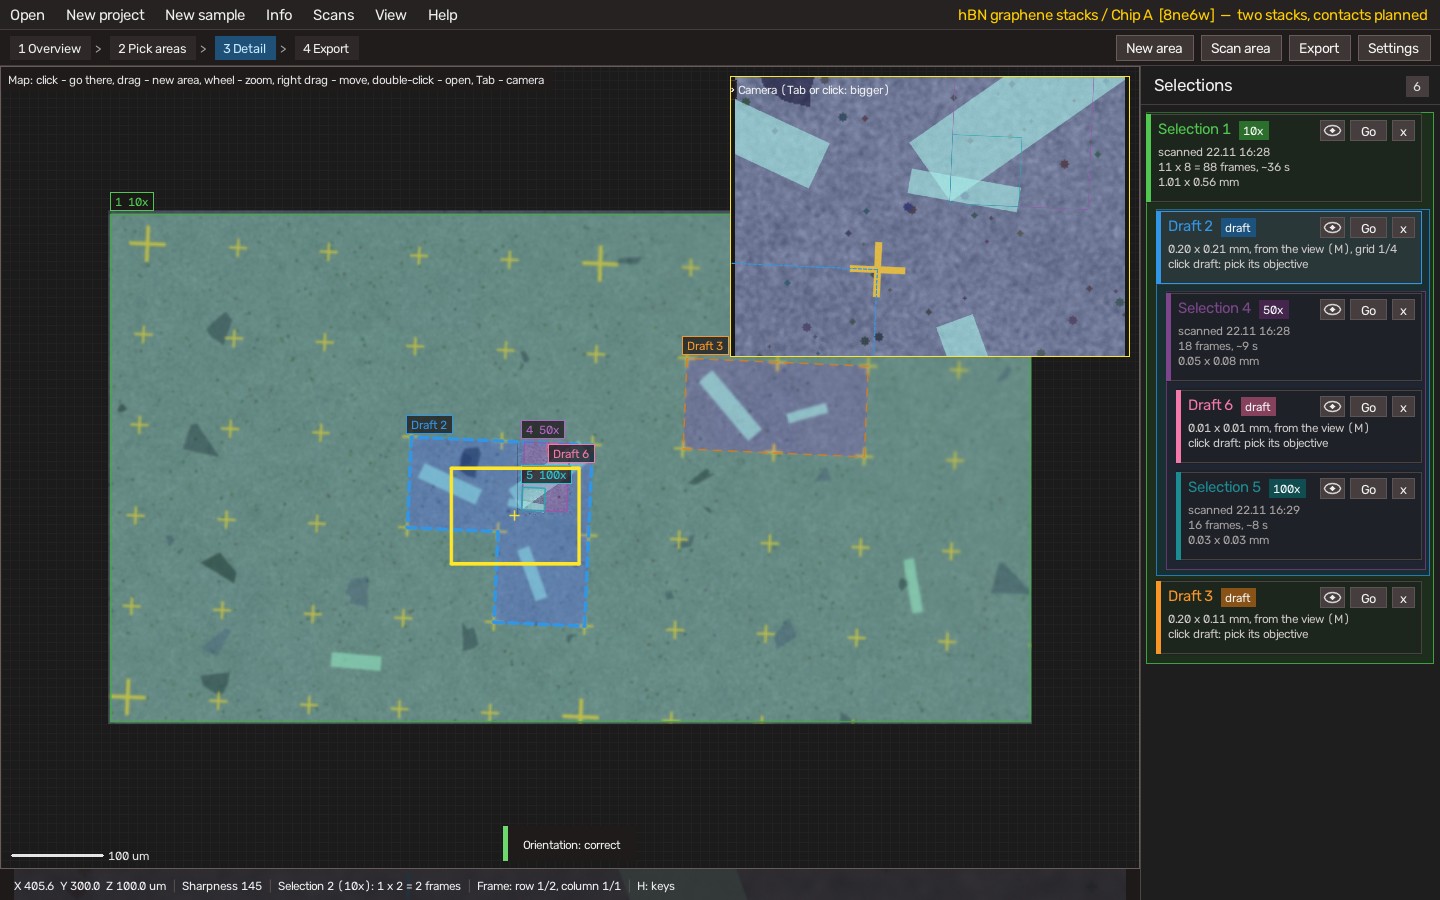 Open New project New sample Info Scans View Help
hBN graphene stacks / Chip A [8ne6w] — two stacks, contacts planned
1 Overview > 2 Pick areas > 3 Detail > 4 Export
New area Scan area Export Settings
Map: click - go there, drag - new area, wheel - zoom, right drag - move, double-click - open, Tab - camera
Camera (Tab or click: bigger)
1 10x
Draft 3
Draft 2
4 50x
Draft 6
5 100x
Orientation: correct
100 um
X 405.6 Y 300.0 Z 100.0 um Sharpness 145 Selection 2 (10x): 1 x 2 = 2 frames Frame: row 1/2, column 1/1 H: keys
Selections 6
Selection 1 10x Go x
scanned 22.11 16:28
11 x 8 = 88 frames, ~36 s
1.01 x 0.56 mm
Draft 2 draft Go x
0.20 x 0.21 mm, from the view (M), grid 1/4
click draft: pick its objective
Selection 4 50x Go x
scanned 22.11 16:28
18 frames, ~9 s
0.05 x 0.08 mm
Draft 6 draft Go x
0.01 x 0.01 mm, from the view (M)
click draft: pick its objective
Selection 5 100x Go x
scanned 22.11 16:29
16 frames, ~8 s
0.03 x 0.03 mm
Draft 3 draft Go x
0.20 x 0.11 mm, from the view (M)
click draft: pick its objective